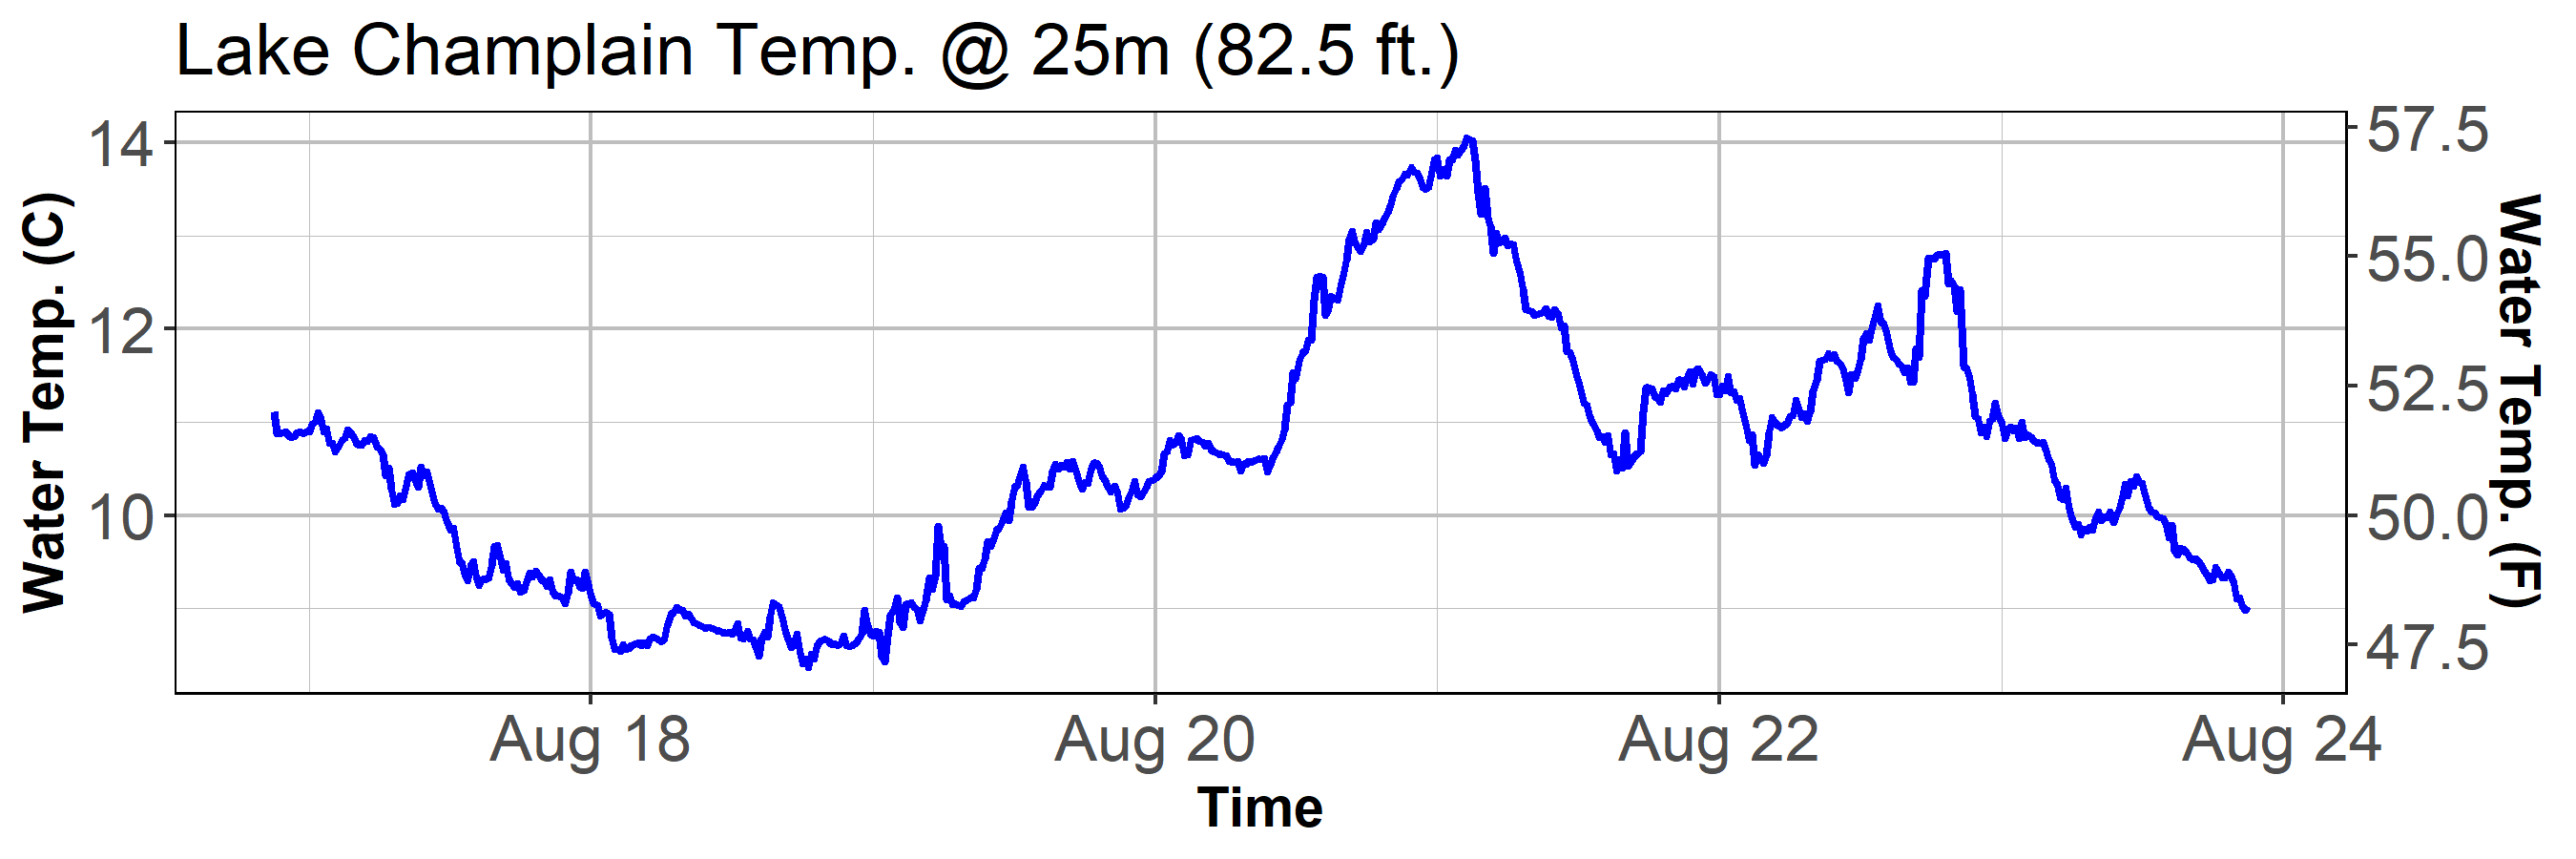 Lake Champlain Temp. @ 25m (82.5 ft.)
Water Temp. (C)
14
12
10
57.5
55.0
52.5
50.0
47.5
Water Temp. (F)
Aug 18 Aug 20 Aug 22 Aug 24
Time